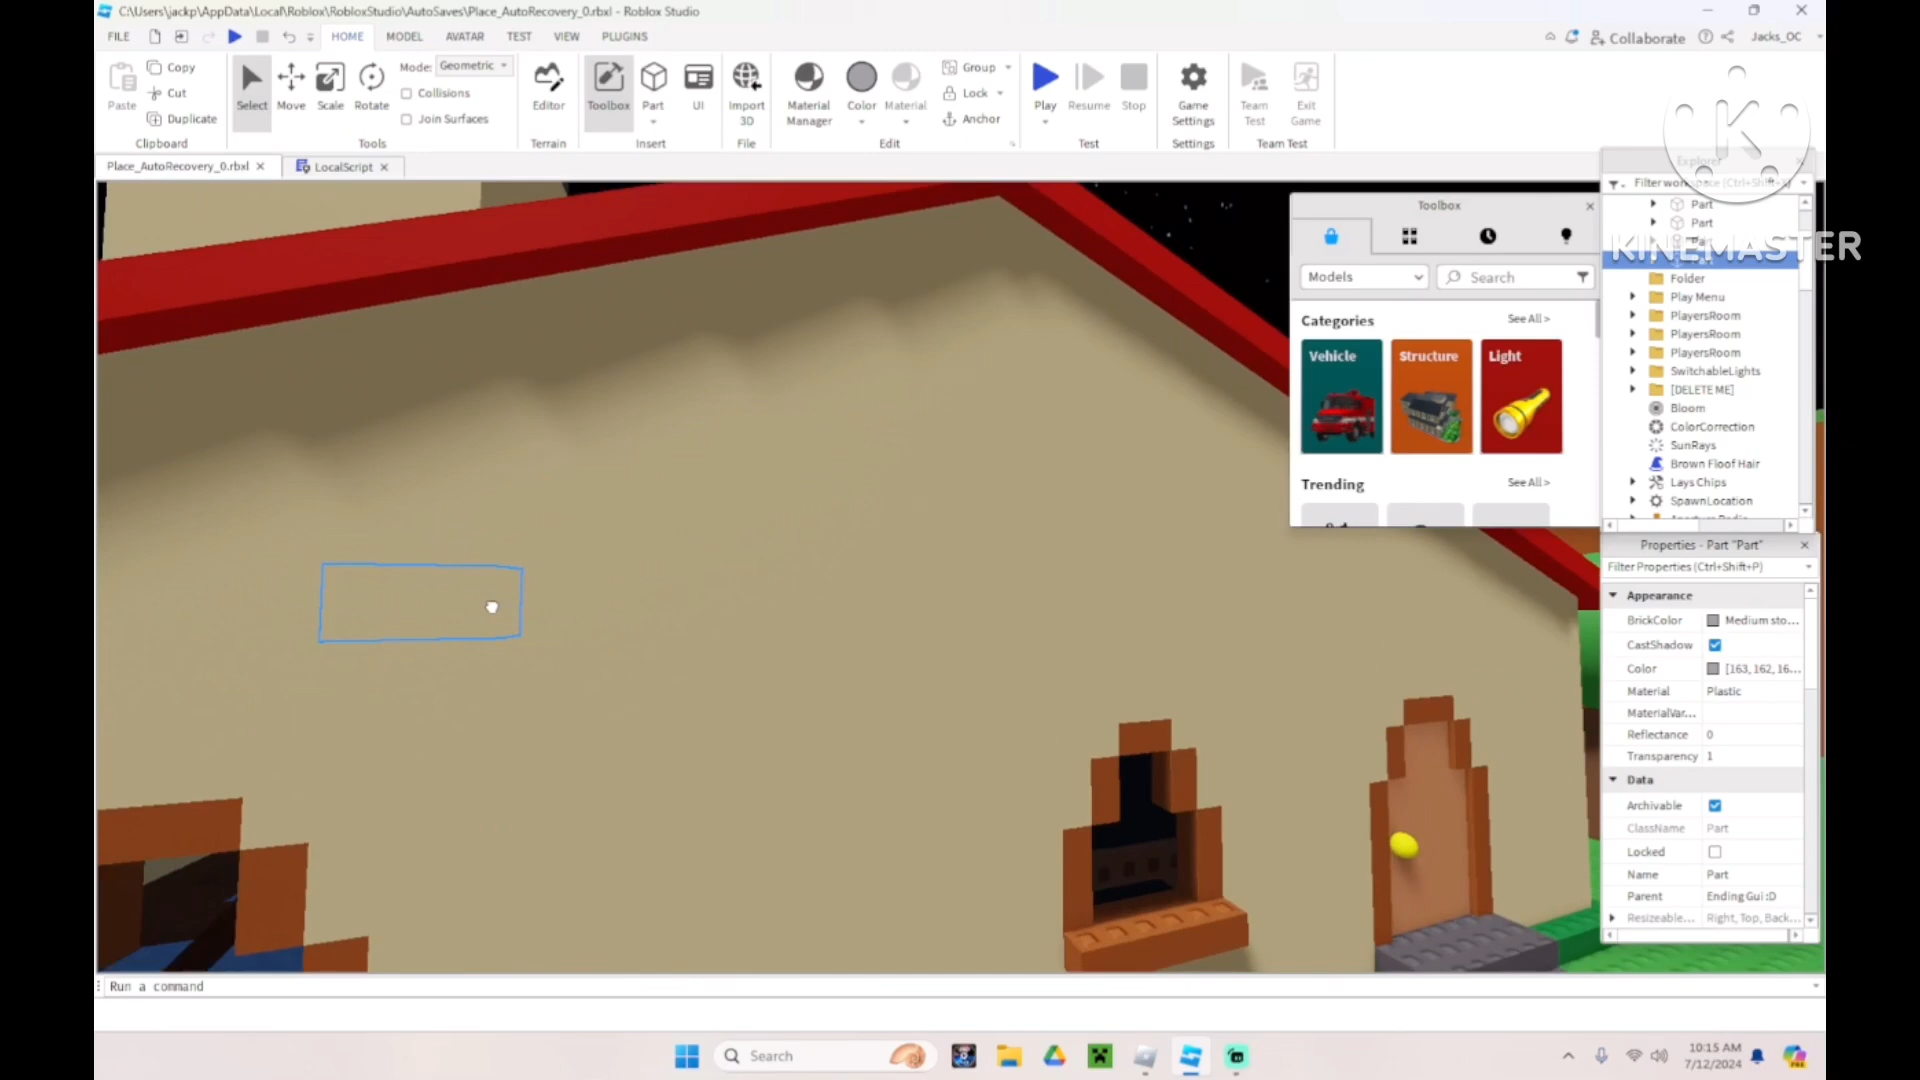 C:\Users\jackp\AppData\Local\Roblox\RobloxStudio\AutoSaves\Place_AutoRecovery_0.rbxl - Roblox Studio
FILE HOME MODEL AVATAR TEST VIEW PLUGINS Collaborate Jacks_OC
Copy
Cut
Duplicate
Paste
Clipboard
Select Move Scale Rotate
Mode: Geometric
Collisions
Join Surfaces
Tools
Editor
Terrain
Toolbox Part UI
Insert
Import 3D
File
Material Manager Color Material
Group
Lock
Anchor
Edit
Play Resume Stop
Test
Game Settings
Settings
Team Test Exit Game
Team Test
Place_AutoRecovery_0.rbxl LocalScript
K
KINEMASTER
Explorer
Filter workspace (Ctrl+Shift+X)
Part
Part
Folder
Play Menu
PlayersRoom
PlayersRoom
PlayersRoom
SwitchableLights
[DELETE ME]
Bloom
ColorCorrection
SunRays
Brown Floof Hair
Lays Chips
SpawnLocation
Toolbox
Models Search
Categories See All >
Vehicle Structure Light
Trending See All >
Properties - Part "Part"
Filter Properties (Ctrl+Shift+P)
Appearance
BrickColor Medium sto...
CastShadow
Color [163, 162, 16...
Material Plastic
MaterialVar...
Reflectance 0
Transparency 1
Data
Archivable
ClassName Part
Locked
Name Part
Parent Ending Gui :D
Resizeable... Right, Top, Back...
Run a command
Search
10:15 AM
7/12/2024